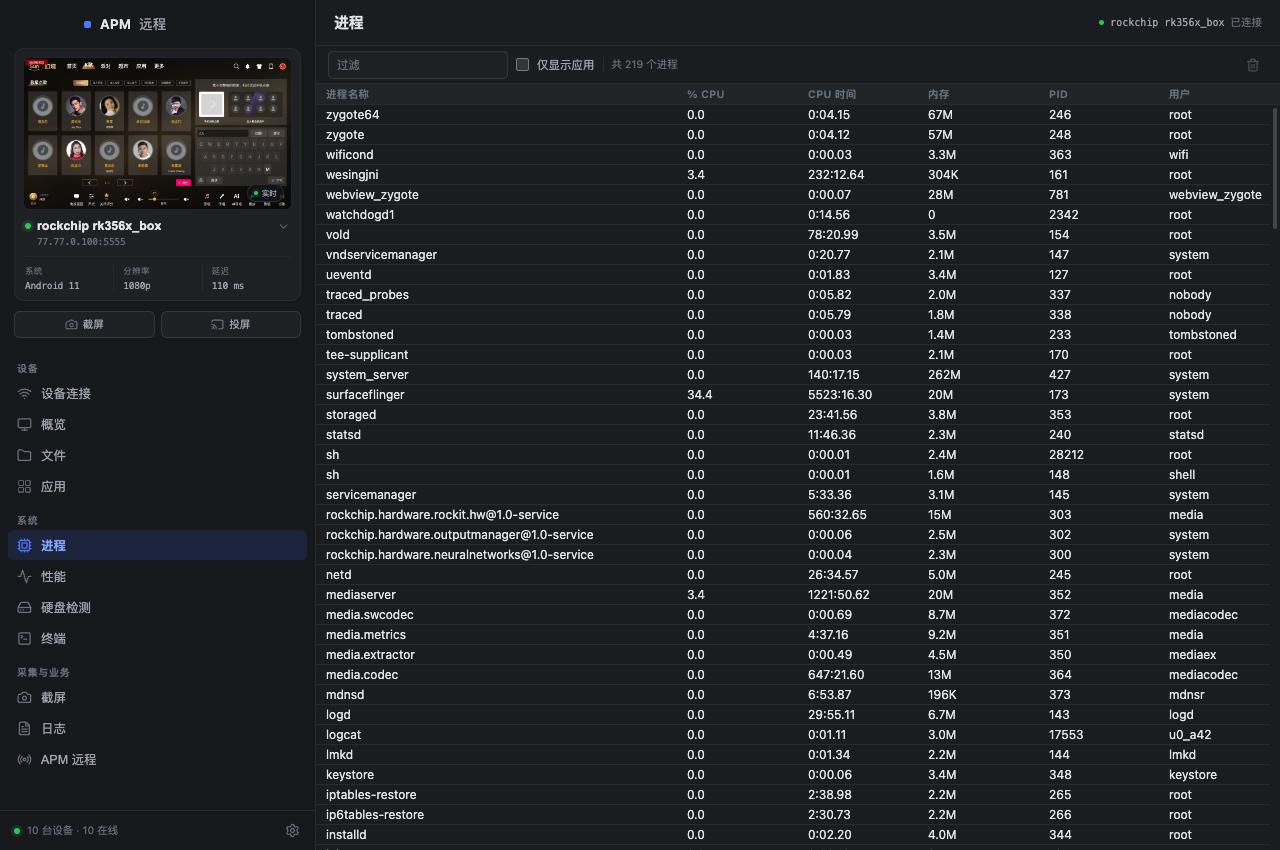 APM 远程
进程
rockchip rk356x_box 已连接
首页
应用
更多
实时
rockchip rk356x_box
77.77.0.100:5555
系统
分辨率
延迟
Android 11
1080p
110 ms
截屏
投屏
设备
设备连接
概览
文件
应用
系统
进程
性能
硬盘检测
终端
采集与业务
截屏
日志
APM 远程
10 台设备 · 10 在线
过滤
仅显示应用
共 219 个进程
进程名称 % CPU CPU 时间 内存 PID 用户
zygote64 0.0 0:04.15 67M 246 root
zygote 0.0 0:04.12 57M 248 root
wificond 0.0 0:00.03 3.3M 363 wifi
wesingjni 3.4 232:12.64 304K 161 root
webview_zygote 0.0 0:00.07 28M 781 webview_zygote
watchdogd1 0.0 0:14.56 0 2342 root
vold 0.0 78:20.99 3.5M 154 root
vndservicemanager 0.0 0:20.77 2.1M 147 system
ueventd 0.0 0:01.83 3.4M 127 root
traced_probes 0.0 0:05.82 2.0M 337 nobody
traced 0.0 0:05.79 1.8M 338 nobody
tombstoned 0.0 0:00.03 1.4M 233 tombstoned
tee-supplicant 0.0 0:00.03 2.1M 170 root
system_server 0.0 140:17.15 262M 427 system
surfaceflinger 34.4 5523:16.30 20M 173 system
storaged 0.0 23:41.56 3.8M 353 root
statsd 0.0 11:46.36 2.3M 240 statsd
sh 0.0 0:00.01 2.4M 28212 root
sh 0.0 0:00.01 1.6M 148 shell
servicemanager 0.0 5:33.36 3.1M 145 system
rockchip.hardware.rockit.hw@1.0-service 0.0 560:32.65 15M 303 media
rockchip.hardware.outputmanager@1.0-service 0.0 0:00.06 2.5M 302 system
rockchip.hardware.neuralnetworks@1.0-service 0.0 0:00.04 2.3M 300 system
netd 0.0 26:34.57 5.0M 245 root
mediaserver 3.4 1221:50.62 20M 352 media
media.swcodec 0.0 0:00.69 8.7M 372 mediacodec
media.metrics 0.0 4:37.16 9.2M 351 media
media.extractor 0.0 0:00.49 4.5M 350 mediaex
media.codec 0.0 647:21.60 13M 364 mediacodec
mdnsd 0.0 6:53.87 196K 373 mdnsr
logd 0.0 29:55.11 6.7M 143 logd
logcat 0.0 0:01.11 3.0M 17553 u0_a42
lmkd 0.0 0:01.34 2.2M 144 lmkd
keystore 0.0 0:00.06 3.4M 348 keystore
iptables-restore 0.0 2:38.98 2.2M 265 root
ip6tables-restore 0.0 2:30.73 2.2M 266 root
installd 0.0 0:02.20 4.0M 344 root